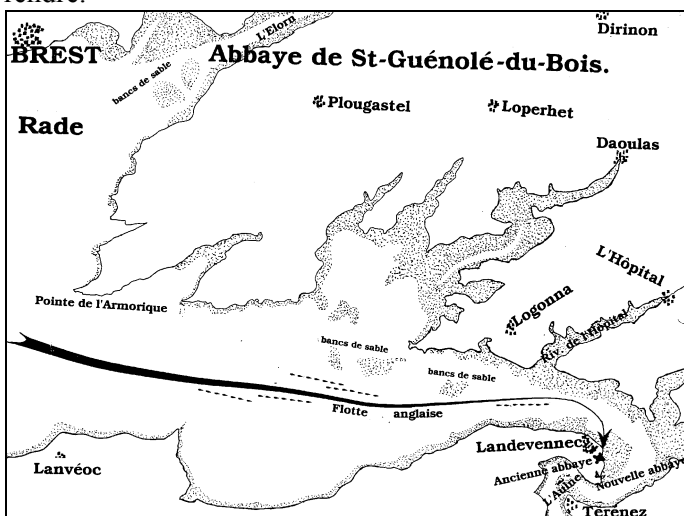 rendre.
Dirinon
L'Elorn
BREST
Abbaye de St-Guénolé-du-Bois.
bancs de sable
Plougastel
Loperhet
Rade
Daoulas
L'Hôpital
Pointe de l'Armorique
Logonna
Riv. de l'Hôpital
bancs de sable
bancs de sable
Flotte anglaise
Landevennec
Lanvéoc
Ancienne abbaye
Nouvelle abbaye
L'Aulne
Térénez